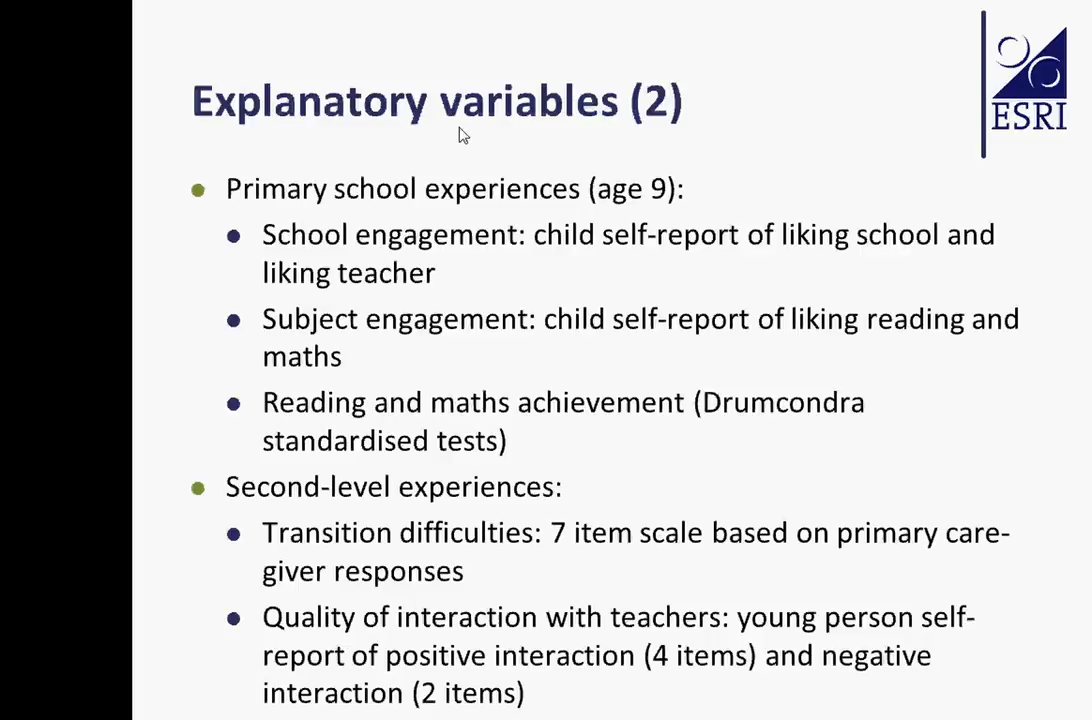 Explanatory variables (2)
ESRI
Primary school experiences (age 9):
School engagement: child self-report of liking school and
liking teacher
Subject engagement: child self-report of liking reading and
maths
Reading and maths achievement (Drumcondra
standardised tests)
Second-level experiences:
Transition difficulties: 7 item scale based on primary care-
giver responses
Quality of interaction with teachers: young person self-
report of positive interaction (4 items) and negative
interaction (2 items)